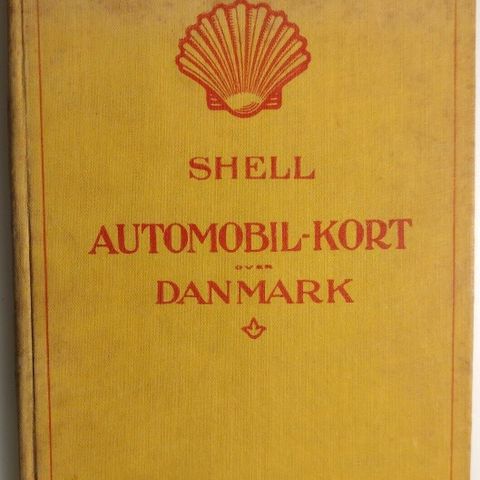 SHELL
AUTOMOBIL-KORT
OVER
DANMARK